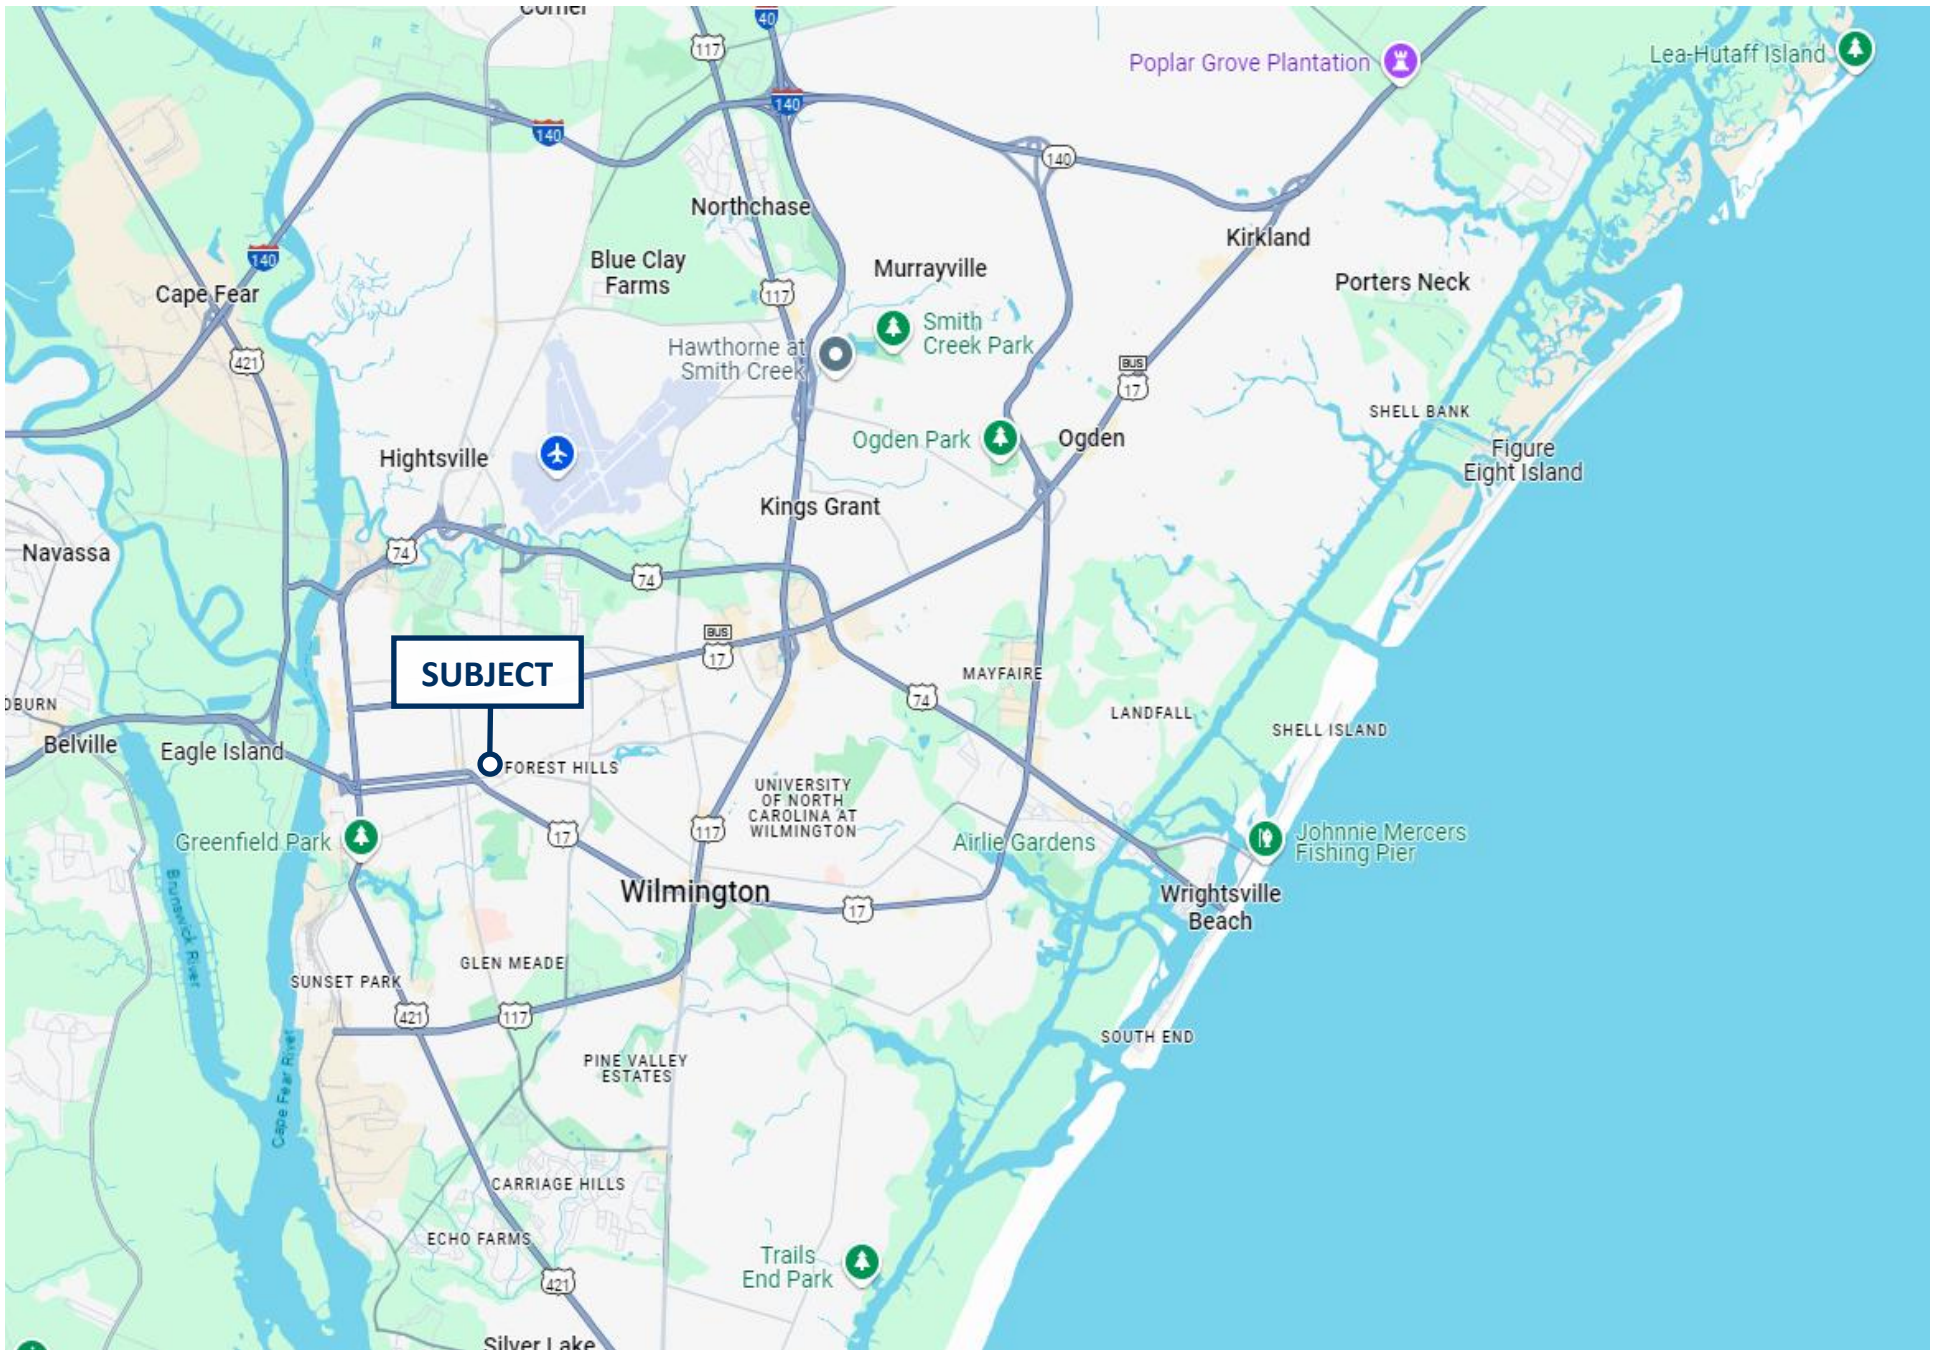 Corner
40
117
Poplar Grove Plantation
Lea-Hutaff Island
140
140
140
Northchase
Kirkland
140
Blue Clay
Farms
Murrayville
Porters Neck
Cape Fear
117
Smith
Creek Park
Hawthorne at
Smith Creek
421
BUS
17
SHELL BANK
Ogden Park
Ogden
Figure
Eight Island
Hightsville
Kings Grant
Navassa
74
74
BUS
17
SUBJECT
MAYFAIRE
74
OBURN
LANDFALL
SHELL ISLAND
Belville
Eagle Island
FOREST HILLS
UNIVERSITY
OF NORTH
CAROLINA AT
WILMINGTON
17
117
Greenfield Park
Airlie Gardens
Johnnie Mercers
Fishing Pier
Wilmington
17
Wrightsville
Beach
Brunswick River
GLEN MEADE
SUNSET PARK
421
117
SOUTH END
Cape Fear River
PINE VALLEY
ESTATES
CARRIAGE HILLS
ECHO FARMS
Trails
End Park
421
Silver Lake